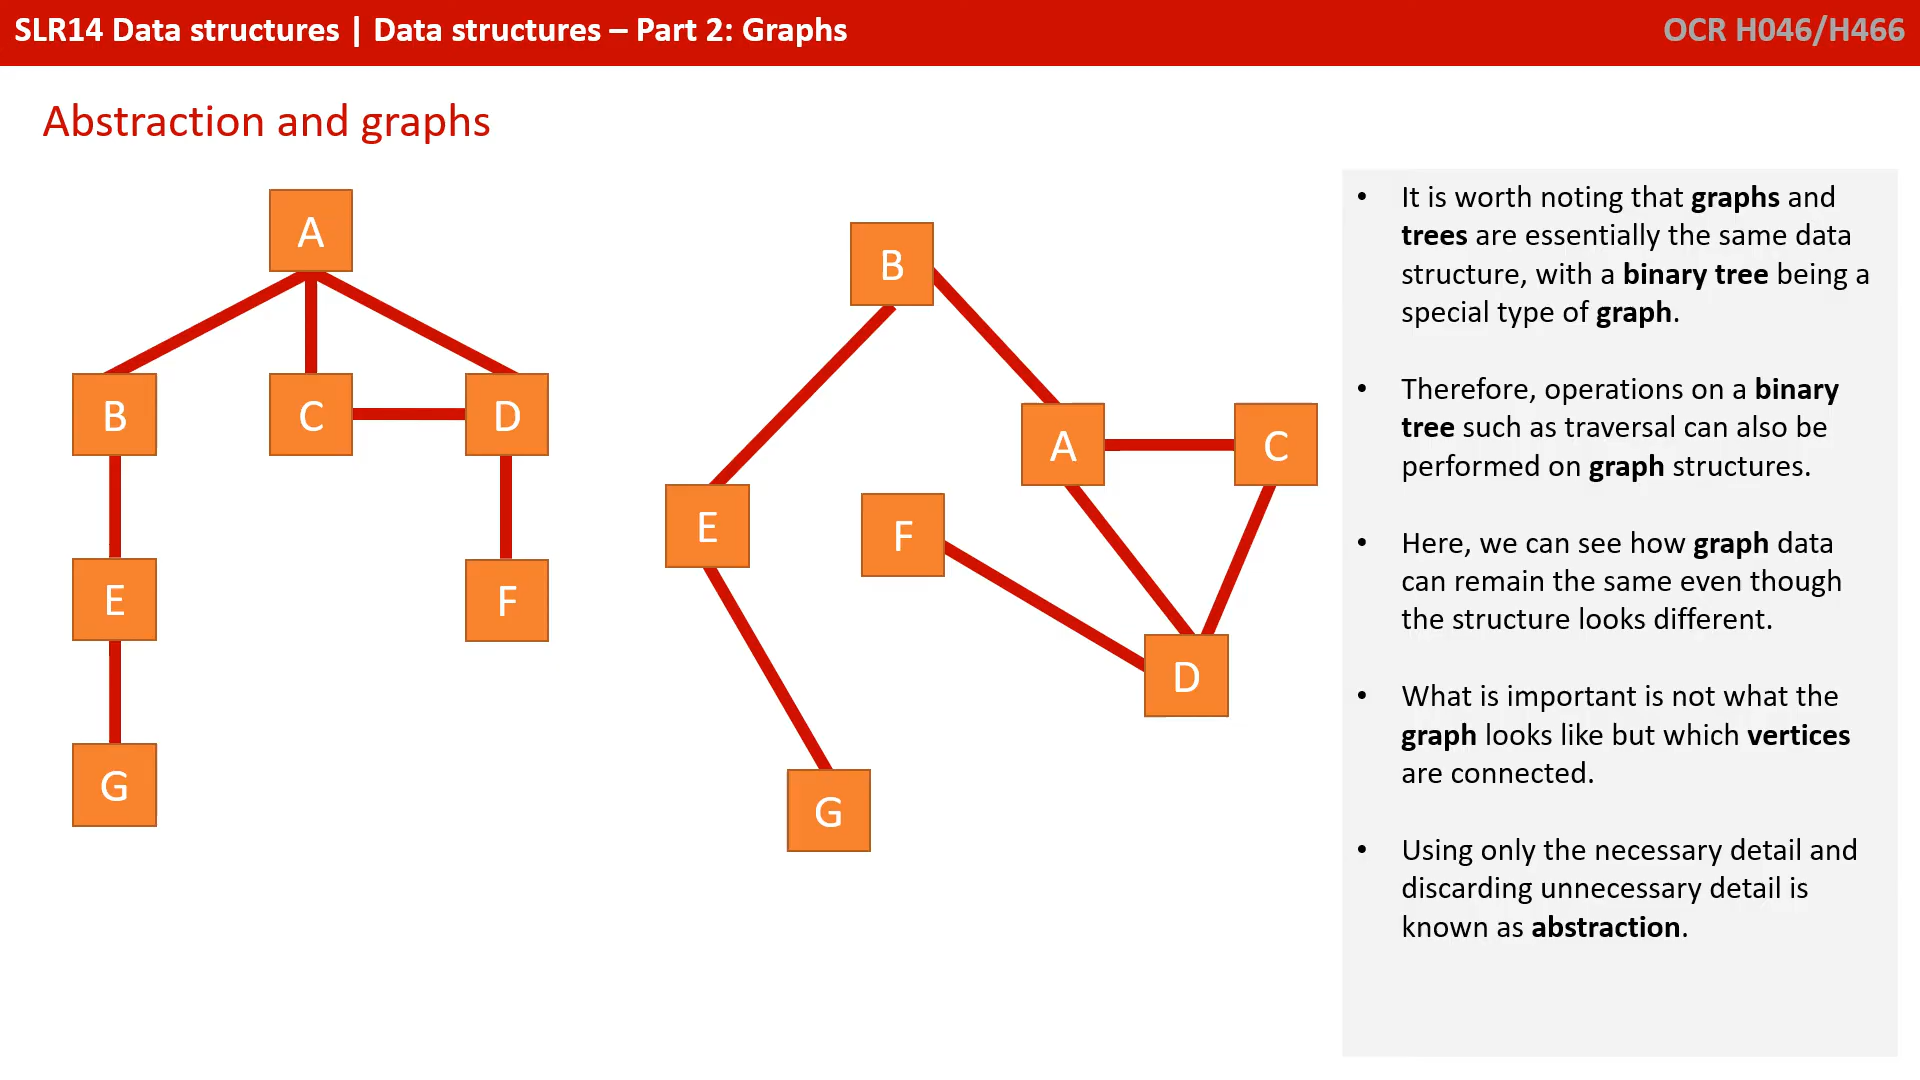 SLR14 Data structures | Data structures – Part 2: Graphs
OCR H046/H466
Abstraction and graphs
A
B
C
D
E
F
G
B
A
C
E
F
D
G
• It is worth noting that graphs and
trees are essentially the same data
structure, with a binary tree being a
special type of graph.
• Therefore, operations on a binary
tree such as traversal can also be
performed on graph structures.
• Here, we can see how graph data
can remain the same even though
the structure looks different.
• What is important is not what the
graph looks like but which vertices
are connected.
• Using only the necessary detail and
discarding unnecessary detail is
known as abstraction.